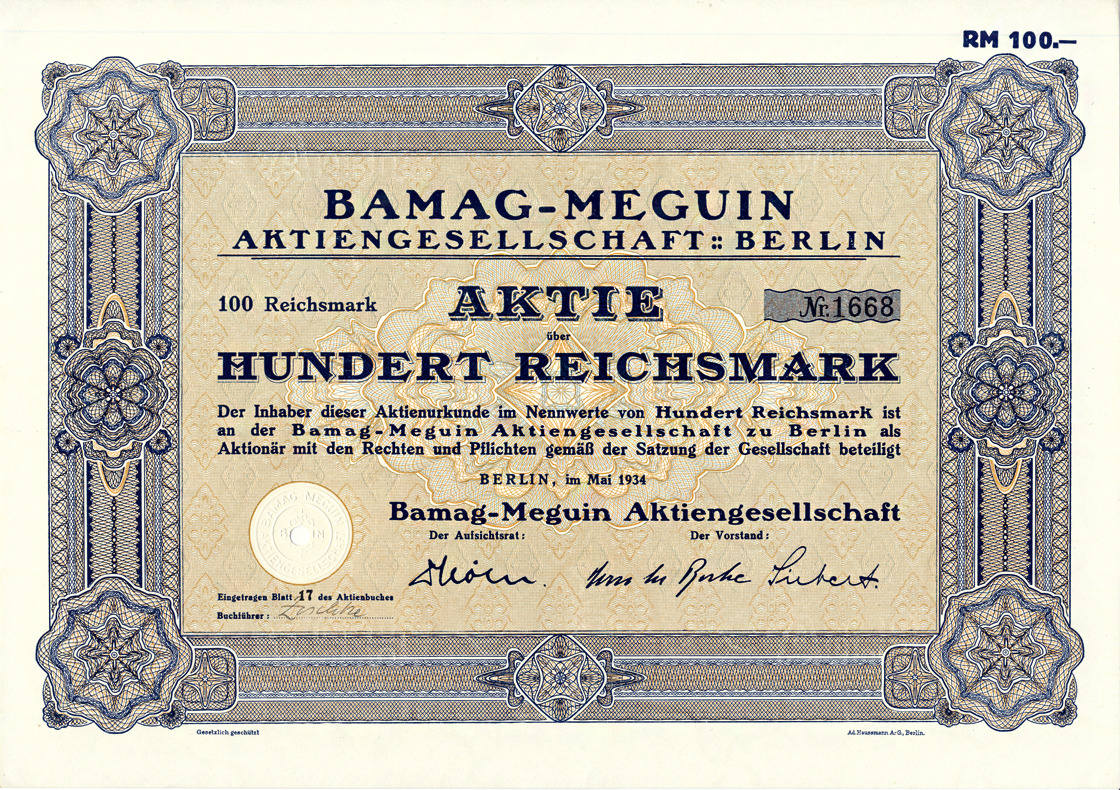 RM 100.—
BAMAG-MEGUIN
AKTIENGESELLSCHAFT :: BERLIN
100 Reichsmark
AKTIE
Nr. 1668
über
HUNDERT REICHSMARK
Der Inhaber dieser Aktienurkunde im Nennwerte von Hundert Reichsmark ist
an der Bamag-Meguin Aktiengesellschaft zu Berlin als
Aktionär mit den Rechten und Pflichten gemäß der Satzung der Gesellschaft beteiligt
BERLIN, im Mai 1934
Bamag-Meguin Aktiengesellschaft
Der Aufsichtsrat:
Der Vorstand:
BAMAG MEGUIN
Eingetragen Blatt 17 des Aktienbuches
Buchführer:
Gesetzlich geschützt
Ad. Haussmann A.-G., Berlin.